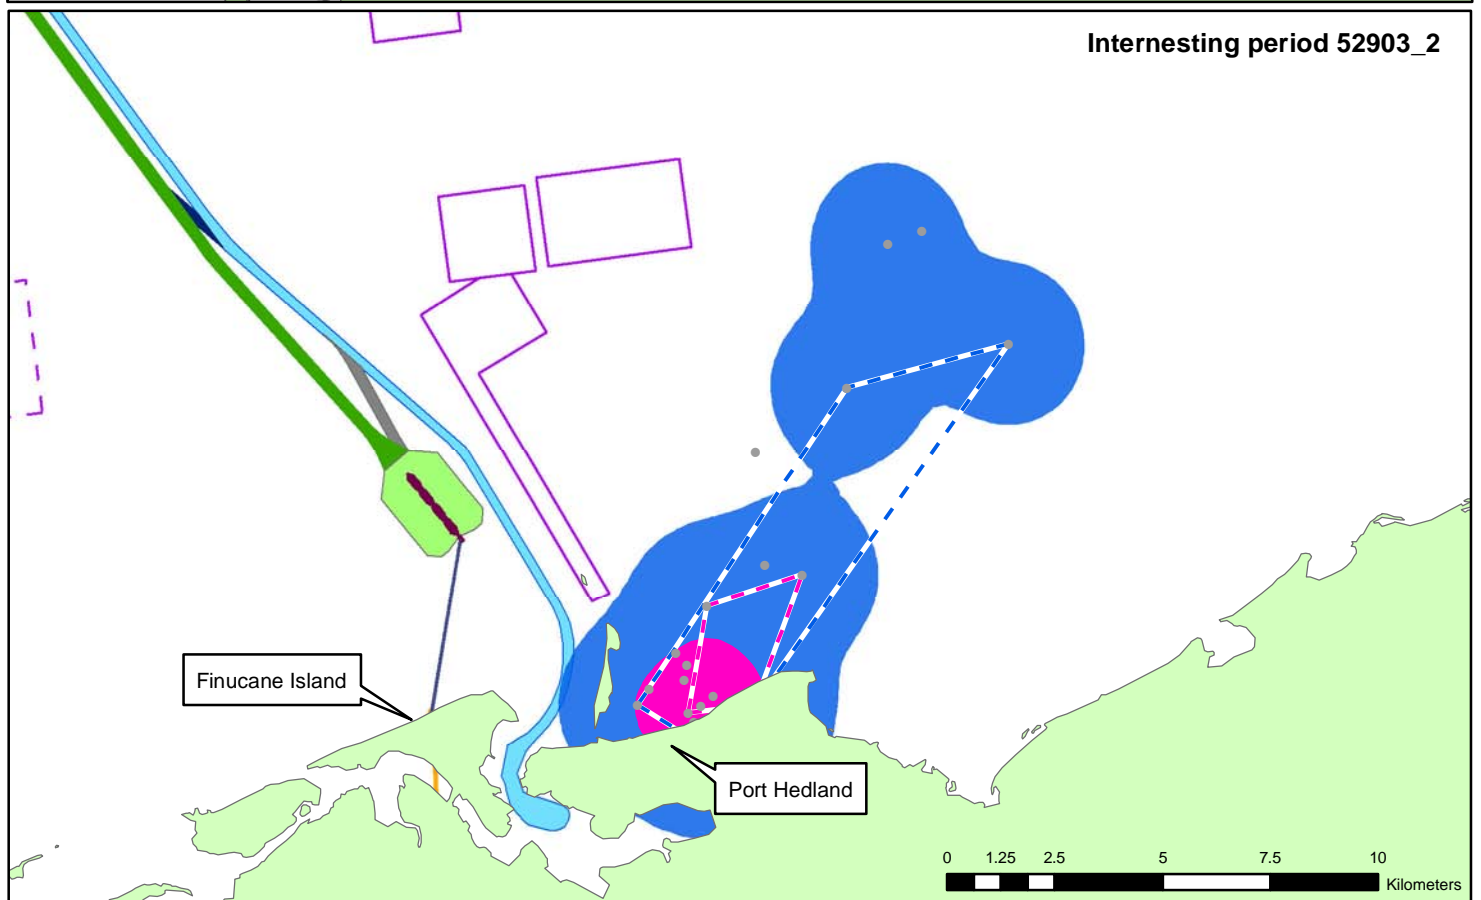 Internesting period 52903_2
Finucane Island
Port Hedland
0 1.25 2.5 5 7.5 10
Kilometers